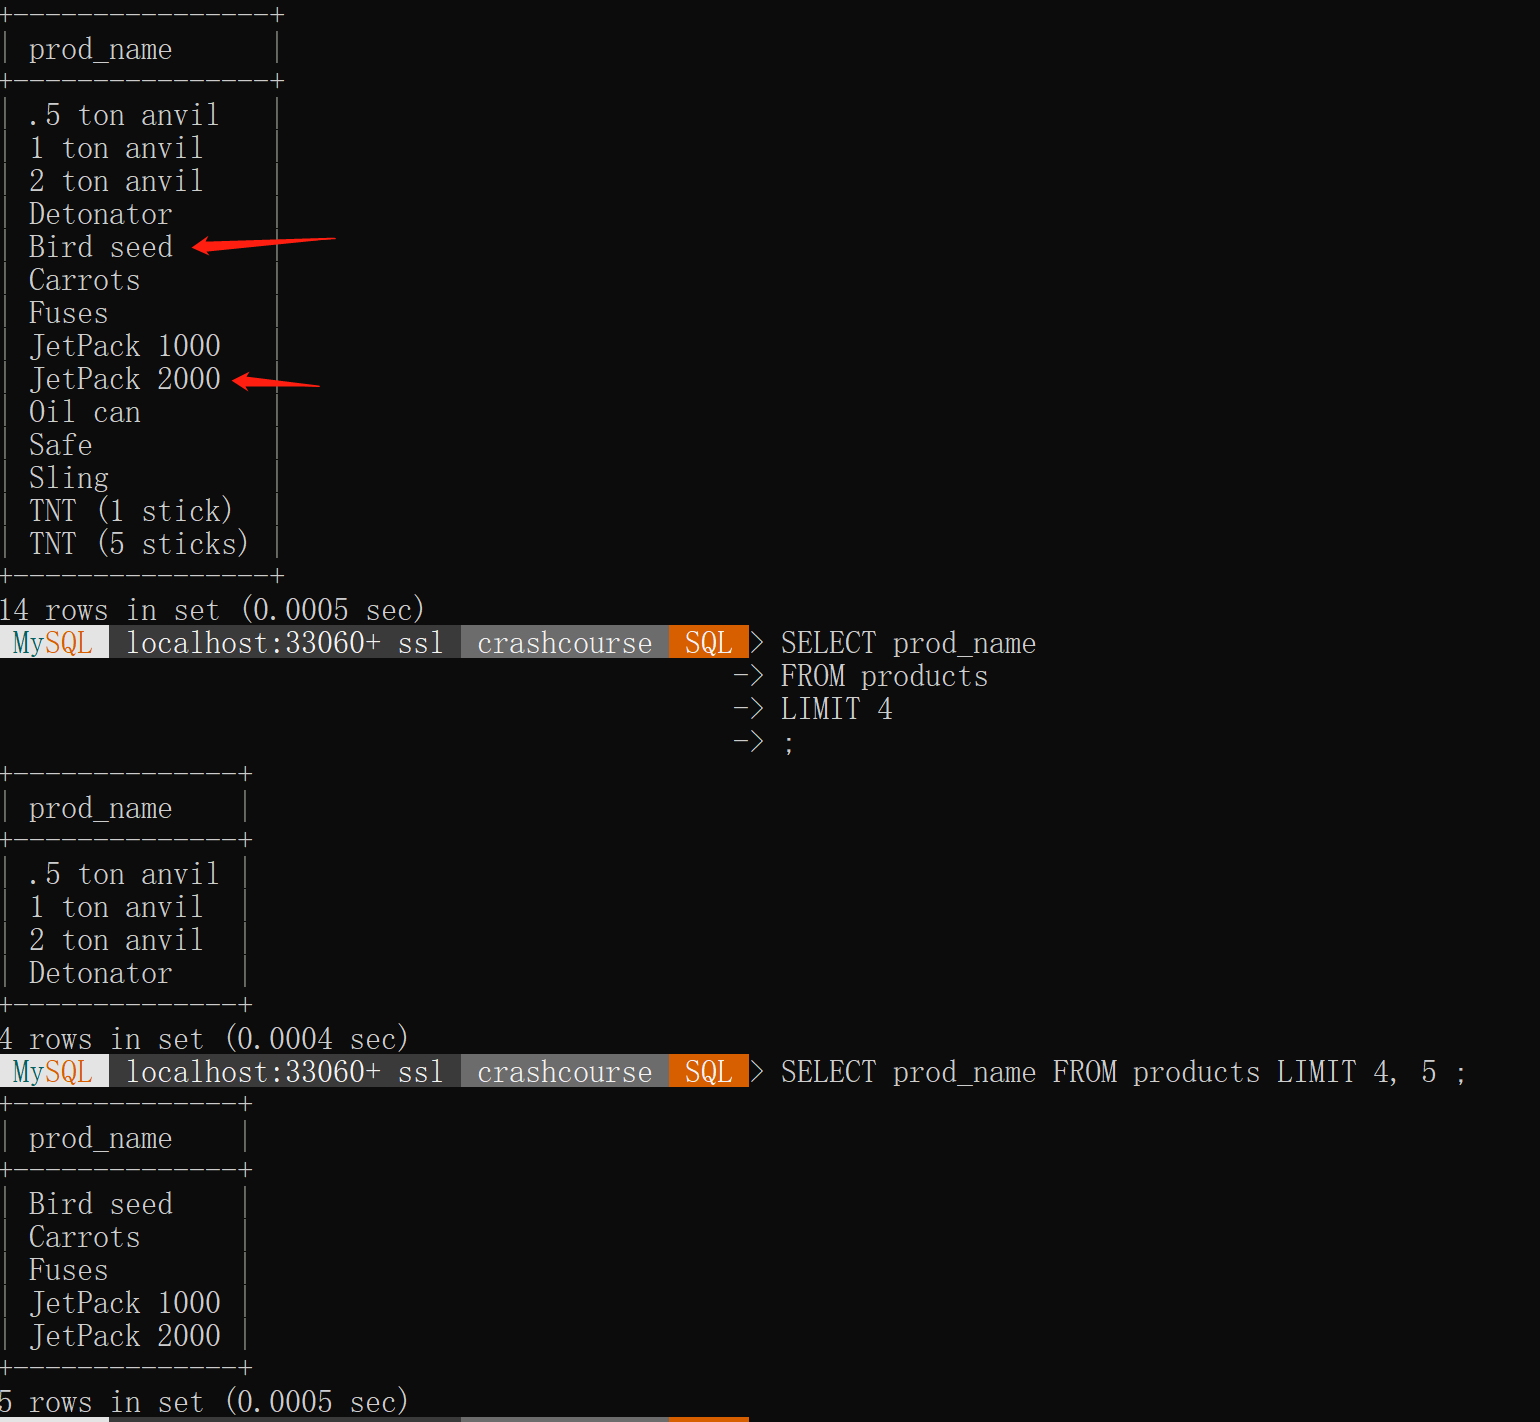 +----------------+
| prod_name      |
+----------------+
| .5 ton anvil   |
| 1 ton anvil    |
| 2 ton anvil    |
| Detonator      |
| Bird seed      |
| Carrots        |
| Fuses          |
| JetPack 1000   |
| JetPack 2000   |
| Oil can        |
| Safe           |
| Sling          |
| TNT (1 stick)  |
| TNT (5 sticks) |
+----------------+
14 rows in set (0.0005 sec)
MySQL localhost:33060+ ssl crashcourse SQL > SELECT prod_name
-> FROM products
-> LIMIT 4
-> ;
+--------------+
| prod_name    |
+--------------+
| .5 ton anvil |
| 1 ton anvil  |
| 2 ton anvil  |
| Detonator    |
+--------------+
4 rows in set (0.0004 sec)
MySQL localhost:33060+ ssl crashcourse SQL > SELECT prod_name FROM products LIMIT 4, 5 ;
+--------------+
| prod_name    |
+--------------+
| Bird seed    |
| Carrots      |
| Fuses        |
| JetPack 1000 |
| JetPack 2000 |
+--------------+
5 rows in set (0.0005 sec)